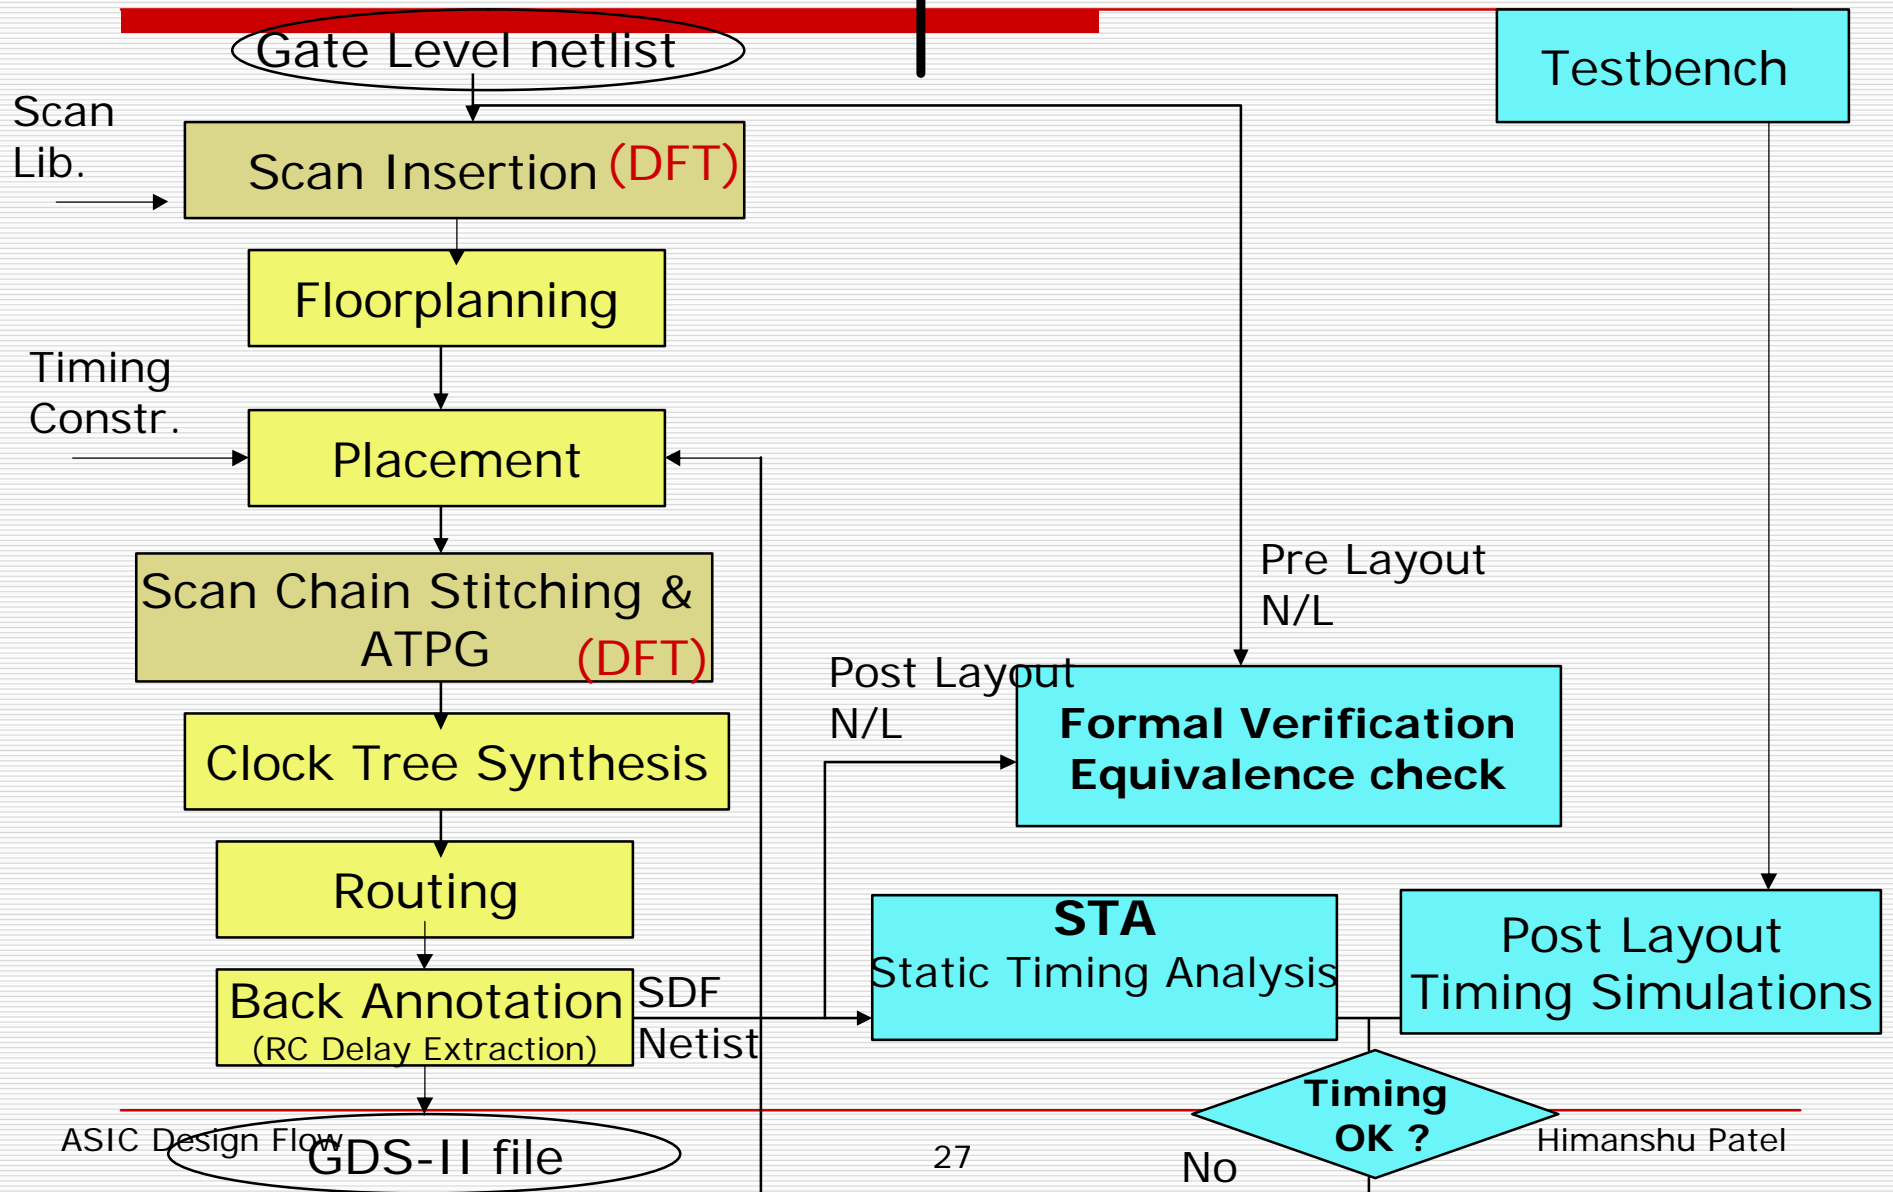 Gate Level netlist
Testbench
Scan
Lib.
Scan Insertion (DFT)
Floorplanning
Timing
Constr.
Placement
Scan Chain Stitching &
ATPG (DFT)
Pre Layout
N/L
Post Layout
N/L
Formal Verification
Equivalence check
Clock Tree Synthesis
Routing
STA
Static Timing Analysis
Post Layout
Timing Simulations
Back Annotation
(RC Delay Extraction)
SDF
Netist
Timing
OK ?
No
GDS-II file
ASIC Design Flow
27
Himanshu Patel